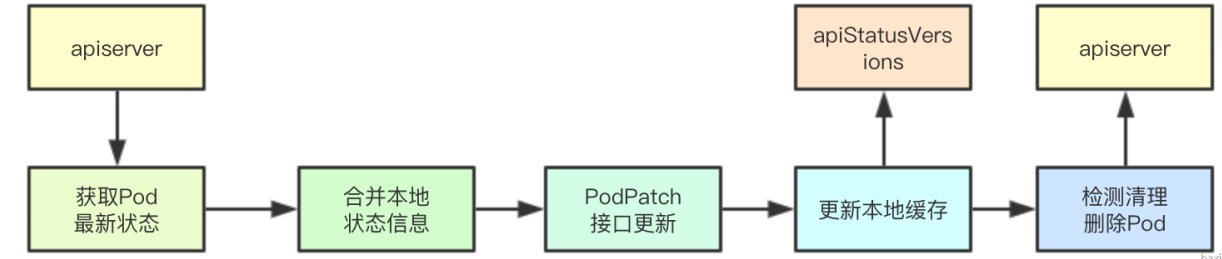 apiserver
apiStatusVers
ions
apiserver
获取Pod
最新状态
合并本地
状态信息
PodPatch
接口更新
更新本地缓存
检测清理
删除Pod